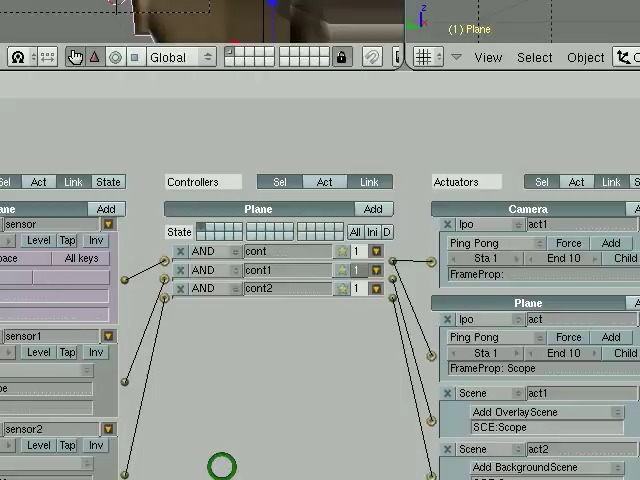 z
(1) Plane
Global
View Select Object
Sel Act Link State
Controllers Sel Act Link
Actuators Sel Act Link
Add
Plane Add
Camera
sensor
Level Tap Inv
All keys
sensor1
Level Tap Inv
sensor2
Level Tap Inv
State All Ini D
AND cont 1
AND cont1 1
AND cont2 1
Ipo act1
Ping Pong Force Add
Sta 1 End 10 Child
FrameProp:
Plane
Ipo act
Ping Pong Force Add
Sta 1 End 10 Child
FrameProp: Scope
Scene act1
Add OverlayScene
SCE:Scope
Scene act2
Add BackgroundScene